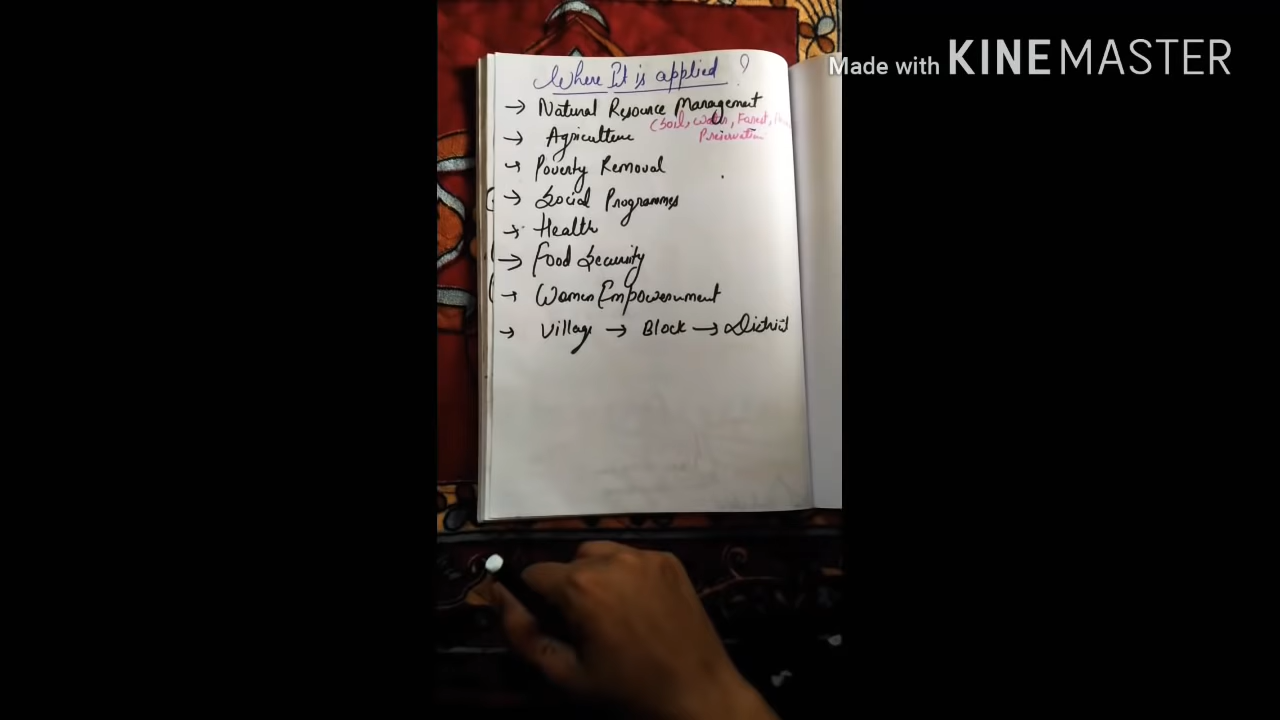 Made with KINEMASTER
Where It is applied ?
→ Natural Resource Management
(Soil, Water, Forest,
Preservation
→ Agriculture
→ Poverty Removal
→ Social Programmes
→ Health
→ Food Security
→ Women Empowerment
→ Village → Block → District